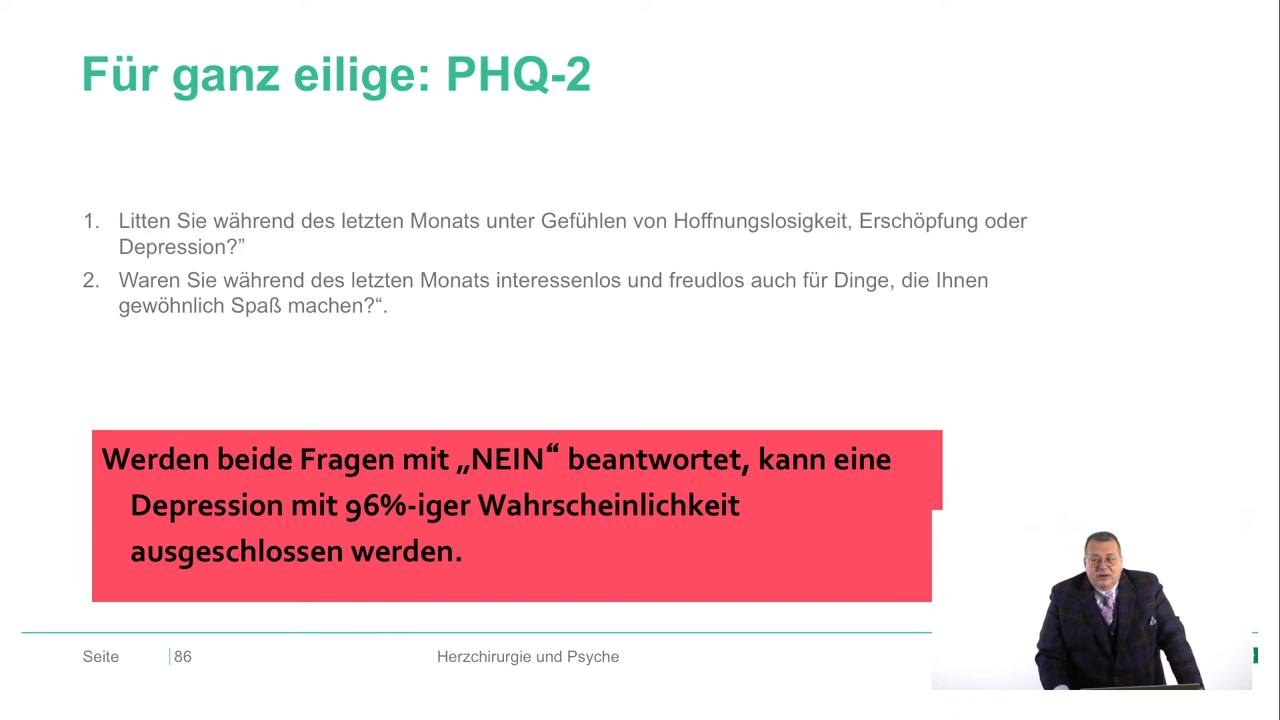 Für ganz eilige: PHQ-2
1. Litten Sie während des letzten Monats unter Gefühlen von Hoffnungslosigkeit, Erschöpfung oder
Depression?”
2. Waren Sie während des letzten Monats interessenlos und freudlos auch für Dinge, die Ihnen
gewöhnlich Spaß machen?“.
Werden beide Fragen mit „NEIN“ beantwortet, kann eine
Depression mit 96%-iger Wahrscheinlichkeit
ausgeschlossen werden.
Seite 86 Herzchirurgie und Psyche